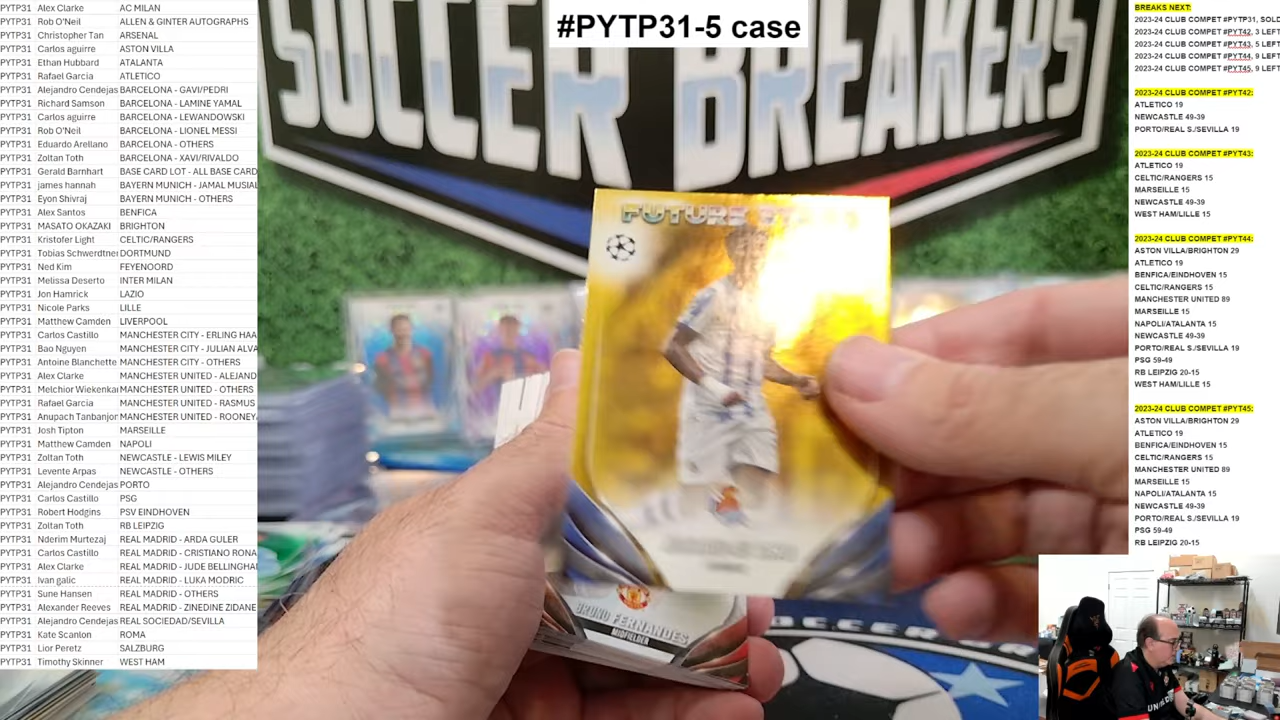 #PYTP31-5 case
SOCCER BREAKERS
PYTP31 Alex Clarke AC MILAN
PYTP31 Rob O'Neil ALLEN & GINTER AUTOGRAPHS
PYTP31 Christopher Tan ARSENAL
PYTP31 Carlos aguirre ASTON VILLA
PYTP31 Ethan Hubbard ATALANTA
PYTP31 Rafael Garcia ATLETICO
PYTP31 Alejandro Cendejas BARCELONA - GAVI/PEDRI
PYTP31 Richard Samson BARCELONA - LAMINE YAMAL
PYTP31 Carlos aguirre BARCELONA - LEWANDOWSKI
PYTP31 Rob O'Neil BARCELONA - LIONEL MESSI
PYTP31 Eduardo Arellano BARCELONA - OTHERS
PYTP31 Zoltan Toth BARCELONA - XAVI/RIVALDO
PYTP31 Gerald Barnhart BASE CARD LOT - ALL BASE CARD
PYTP31 james hannah BAYERN MUNICH - JAMAL MUSIAL
PYTP31 Eyon Shivraj BAYERN MUNICH - OTHERS
PYTP31 Alex Santos BENFICA
PYTP31 MASATO OKAZAKI BRIGHTON
PYTP31 Kristofer Light CELTIC/RANGERS
PYTP31 Tobias Schwerdtner DORTMUND
PYTP31 Ned Kim FEYENOORD
PYTP31 Melissa Deserto INTER MILAN
PYTP31 Jon Hamrick LAZIO
PYTP31 Nicole Parks LILLE
PYTP31 Matthew Camden LIVERPOOL
PYTP31 Carlos Castillo MANCHESTER CITY - ERLING HAA
PYTP31 Bao Nguyen MANCHESTER CITY - JULIAN ALVA
PYTP31 Antoine Blanchette MANCHESTER CITY - OTHERS
PYTP31 Alex Clarke MANCHESTER UNITED - ALEJAND
PYTP31 Melchior Wiekenkai MANCHESTER UNITED - OTHERS
PYTP31 Rafael Garcia MANCHESTER UNITED - RASMUS
PYTP31 Anupach Tanbanjor MANCHESTER UNITED - ROONEY
PYTP31 Josh Tipton MARSEILLE
PYTP31 Matthew Camden NAPOLI
PYTP31 Zoltan Toth NEWCASTLE - LEWIS MILEY
PYTP31 Levente Arpas NEWCASTLE - OTHERS
PYTP31 Alejandro Cendejas PORTO
PYTP31 Carlos Castillo PSG
PYTP31 Robert Hodgins PSV EINDHOVEN
PYTP31 Zoltan Toth RB LEIPZIG
PYTP31 Nderim Murtezaj REAL MADRID - ARDA GULER
PYTP31 Carlos Castillo REAL MADRID - CRISTIANO RONA
PYTP31 Alex Clarke REAL MADRID - JUDE BELLINGHA
PYTP31 Ivan galic REAL MADRID - LUKA MODRIC
PYTP31 Sune Hansen REAL MADRID - OTHERS
PYTP31 Alexander Reeves REAL MADRID - ZINEDINE ZIDANE
PYTP31 Alejandro Cendejas REAL SOCIEDAD/SEVILLA
PYTP31 Kate Scanlon ROMA
PYTP31 Lior Peretz SALZBURG
PYTP31 Timothy Skinner WEST HAM
FUTURE
BRUNO FERNANDES
MIDFIELDER
BREAKS NEXT:
2023-24 CLUB COMPET #PYTP31, SOLD
2023-24 CLUB COMPET #PYT42, 3 LEFT
2023-24 CLUB COMPET #PYT43, 5 LEFT
2023-24 CLUB COMPET #PYT44, 9 LEFT
2023-24 CLUB COMPET #PYT45, 9 LEFT
2023-24 CLUB COMPET #PYT42:
ATLETICO 19
NEWCASTLE 49-39
PORTO/REAL S./SEVILLA 19
2023-24 CLUB COMPET #PYT43:
ATLETICO 19
CELTIC/RANGERS 15
MARSEILLE 15
NEWCASTLE 49-39
WEST HAM/LILLE 15
2023-24 CLUB COMPET #PYT44:
ASTON VILLA/BRIGHTON 29
ATLETICO 19
BENFICA/EINDHOVEN 15
CELTIC/RANGERS 15
MANCHESTER UNITED 89
MARSEILLE 15
NAPOLI/ATALANTA 15
NEWCASTLE 49-39
PORTO/REAL S./SEVILLA 19
PSG 59-49
RB LEIPZIG 20-15
WEST HAM/LILLE 15
2023-24 CLUB COMPET #PYT45:
ASTON VILLA/BRIGHTON 29
ATLETICO 19
BENFICA/EINDHOVEN 15
CELTIC/RANGERS 15
MANCHESTER UNITED 89
MARSEILLE 15
NAPOLI/ATALANTA 15
NEWCASTLE 49-39
PORTO/REAL S./SEVILLA 19
PSG 59-49
RB LEIPZIG 20-15